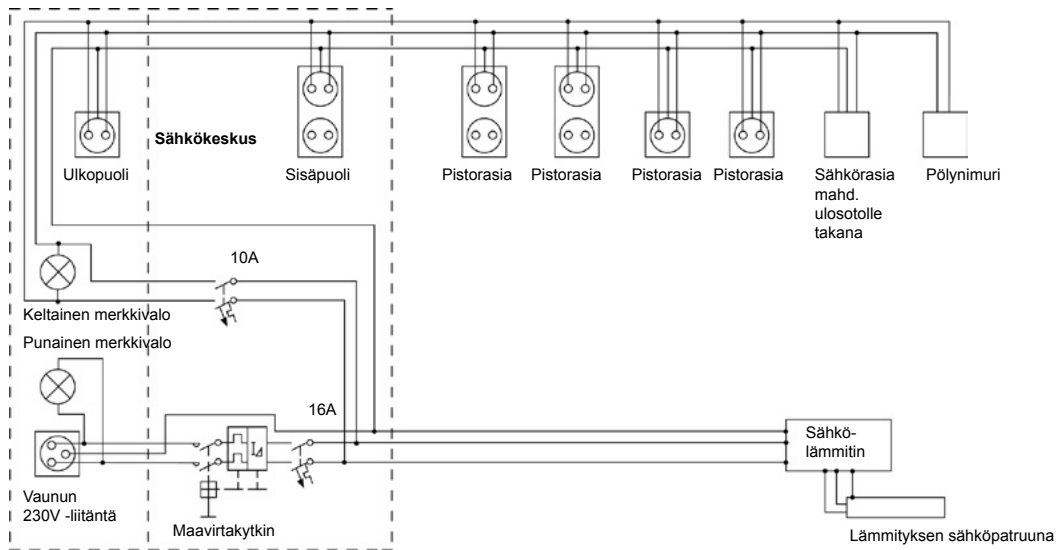 Sähkökeskus
Ulkopuoli
Sisäpuoli
Pistorasia
Pistorasia
Pistorasia
Pistorasia
Sähkörasia
mahd.
ulosotolle
takana
Pölynimuri
10A
Keltainen merkkivalo
Punainen merkkivalo
16A
I⊿
Vaunun
230V -liitäntä
Maavirtakytkin
Sähkö-
lämmitin
Lämmityksen sähköpatruuna